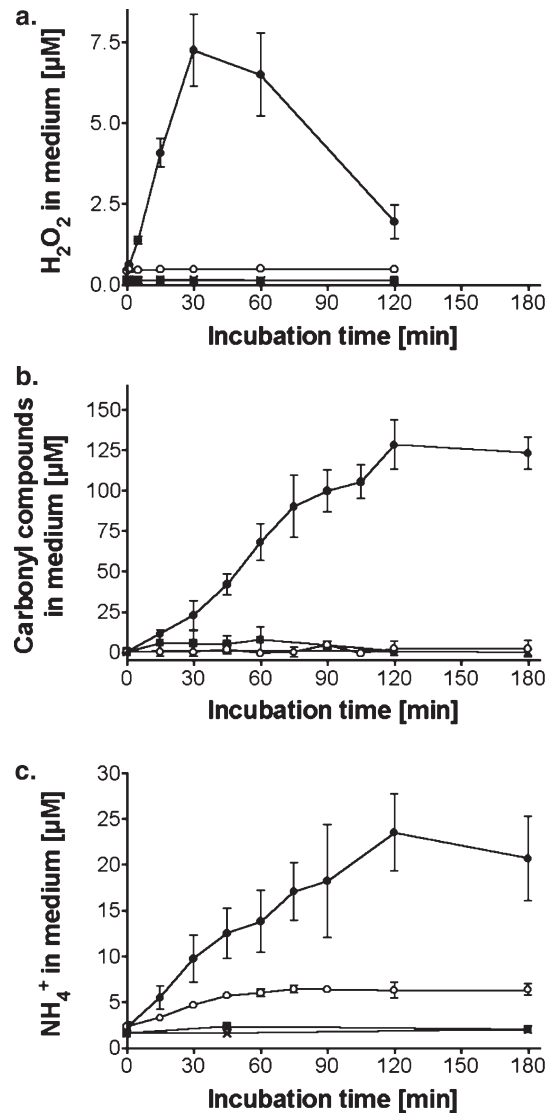 a.
H₂O₂ in medium [µM]
7.5
5.0
2.5
0.0
0 30 60 90 120 150 180
Incubation time [min]
b.
Carbonyl compounds
in medium [µM]
150
125
100
75
50
25
0
0 30 60 90 120 150 180
Incubation time [min]
c.
NH₄⁺ in medium [µM]
30
25
20
15
10
5
0
0 30 60 90 120 150 180
Incubation time [min]